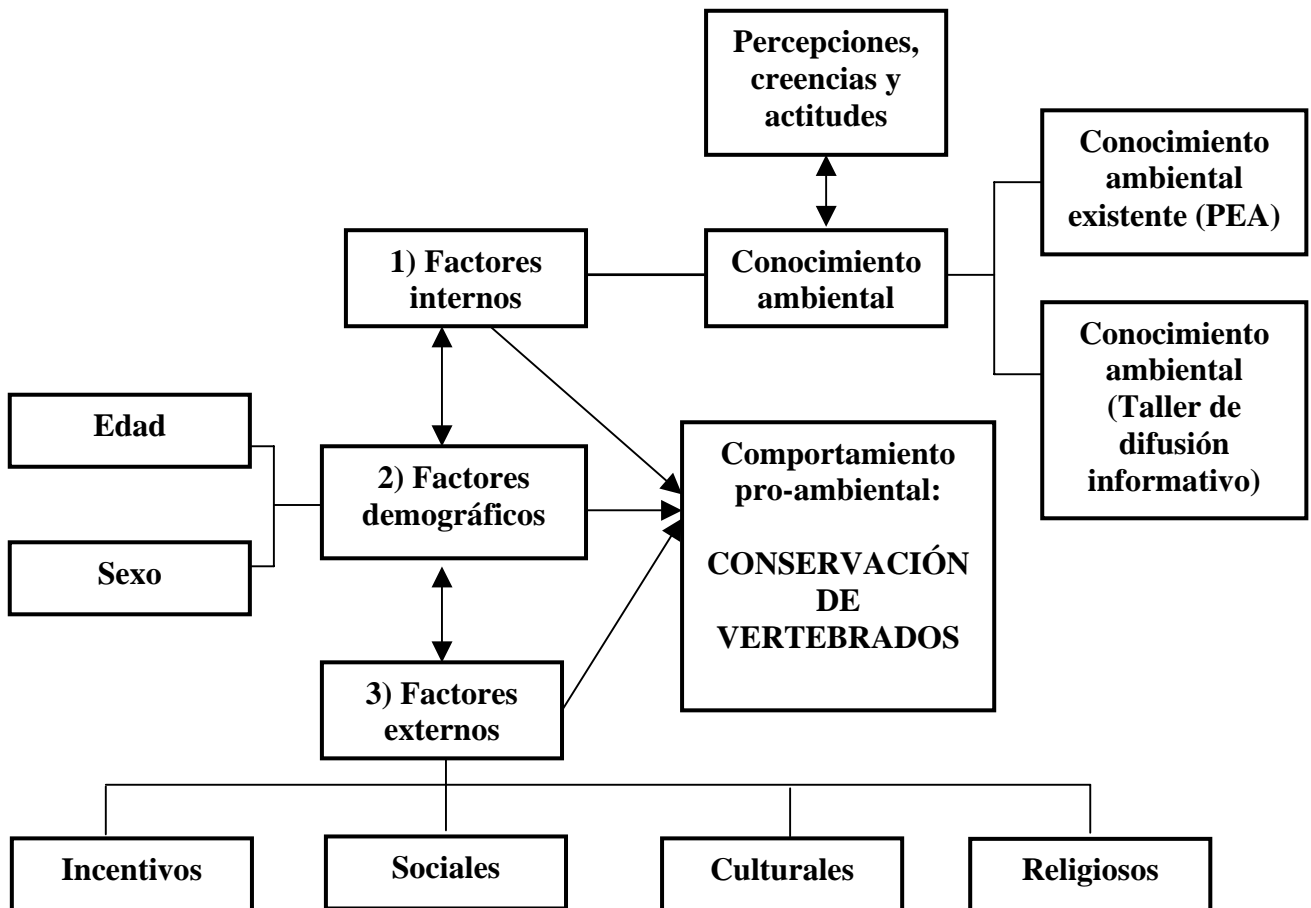 Percepciones,
creencias y
actitudes
Conocimiento
ambiental
existente (PEA)
1) Factores
internos
Conocimiento
ambiental
Conocimiento
ambiental
(Taller de
difusión
informativo)
Edad
2) Factores
demográficos
Comportamiento
pro-ambiental:
CONSERVACIÓN
DE
VERTEBRADOS
Sexo
3) Factores
externos
Incentivos
Sociales
Culturales
Religiosos